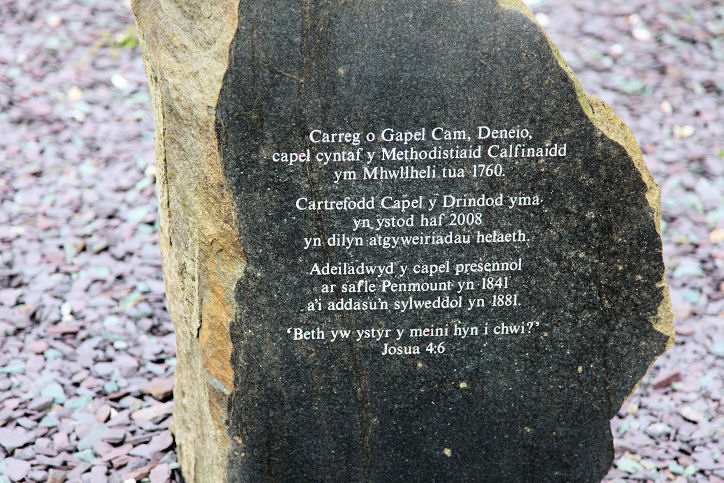 Carreg o Gapel Cam, Deneio,
capel cyntaf y Methodistiaid Calfinaidd
ym Mhwllheli tua 1760.
Cartrefodd Capel y Drindod yma
yn ystod haf 2008
yn dilyn atgyweiriadau helaeth.
Adeiladwyd y capel presennol
ar safle Penmount yn 1841
a'i addasu'n sylweddol yn 1881.
‘Beth yw ystyr y meini hyn i chwi?’
Josua 4:6